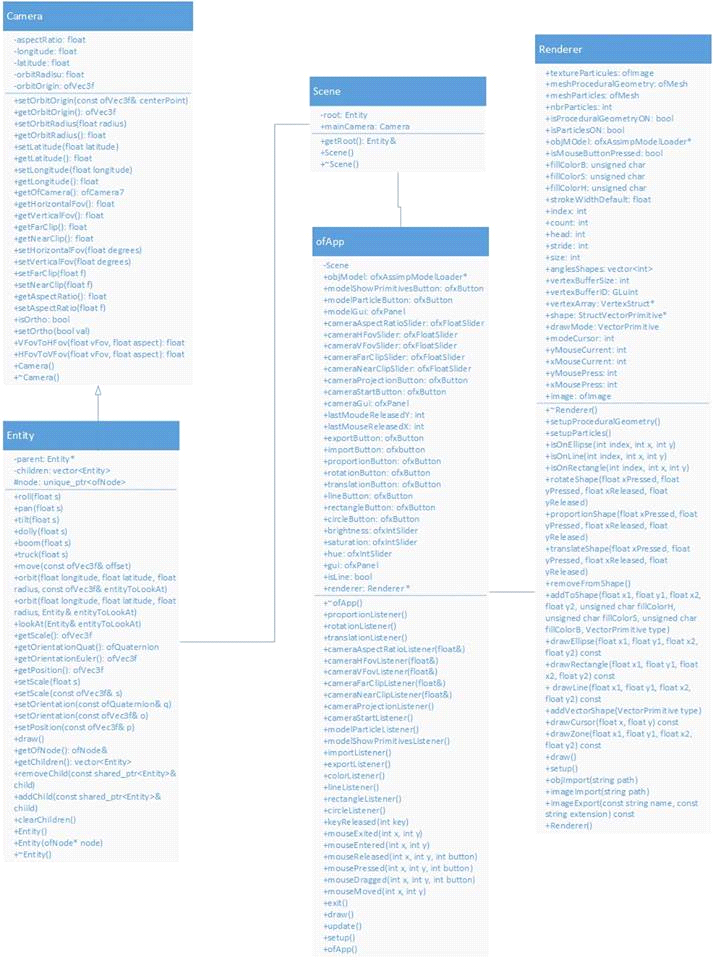 Camera
-aspectRatio: float
-longitude: float
-latitude: float
-orbitRadisu: float
-orbitOrigin: ofVec3f
+setOrbitOrigin(const ofVec3f& centerPoint)
+getOrbitOrigin(): ofVec3f
+setOrbitRadius(float radius)
+getOrbitRadius(): float
+setLatitude(float latitude)
+getLatitude(): float
+setLongitude(float longitude)
+getLongitude(): float
+getOfCamera(): ofCamera7
+getHorizontalFov(): float
+getVerticalFov(): float
+getFarClip(): float
+getNearClip(): float
+setHorizontalFov(float degrees)
+setVerticalFov(float degrees)
+setFarClip(float f)
+setNearClip(float f)
+getAspectRatio(): float
+setAspectRatio(float f)
+isOrtho: bool
+setOrtho(bool val)
+VFovToHFov(float vFov, float aspect): float
+HFovToVFov(float vFov, float aspect): float
+Camera()
+~Camera()
Entity
-parent: Entity*
-children: vector<Entity>
#node: unique_ptr<ofNode>
+roll(float s)
+pan(float s)
+tilt(float s)
+dolly(float s)
+boom(float s)
+truck(float s)
+move(const ofVec3f& offset)
+orbit(float longitude, float latitude, float
radius, const ofVec3f& entityToLookAt)
+orbit(float longitude, float latitude, float
radius, Entity& entityToLookAt)
+lookAt(Entity& entityToLookAt)
+getScale(): ofVec3f
+getOrientationQuat(): ofQuaternion
+getOrientationEuler(): ofVec3f
+getPosition(): ofVec3f
+setScale(float s)
+setScale(const ofVec3f& s)
+setOrientation(const ofQuaternion& q)
+setOrientation(const ofVec3f& o)
+setPosition(const ofVec3f& p)
+draw()
+getOfNode(): ofNode&
+getChildren(): vector<Entity>
+removeChild(const shared_ptr<Entity>&
child)
+addChild(const shared_ptr<Entity>&
chiild)
+clearChildren()
+Entity()
+Entity(ofNode* node)
+~Entity()
Scene
-root: Entity
+mainCamera: Camera
+getRoot(): Entity&
+Scene()
+~Scene()
ofApp
-Scene
+objModel: ofxAssimpModelLoader*
+modelShowPrimitivesButton: ofxButton
+modelParticleButton: ofxButton
+modelGui: ofxPanel
+cameraAspectRatioSlider: ofxFloatSlider
+cameraHFovSlider: ofxFloatSlider
+cameraVFovSlider: ofxFloatSlider
+cameraFarClipSlider: ofxFloatSlider
+cameraNearClipSlider: ofxFloatSlider
+cameraProjectionButton: ofxButton
+cameraStartButton: ofxButton
+cameraGui: ofxPanel
+lastMoudeReleasedY: int
+lastMouseReleasedX: int
+exportButton: ofxButton
+importButton: ofxbutton
+proportionButton: ofxButton
+rotationButton: ofxButton
+translationButton: ofxButton
+lineButton: ofxButton
+rectangleButton: ofxButton
+circleButton: ofxButton
+brightness: ofxIntSlider
+saturation: ofxIntSlider
+hue: ofxIntSlider
+gui: ofxPanel
+isLine: bool
+renderer: Renderer*
+~ofApp()
+proportionListener()
+rotationListener()
+translationListener()
+cameraAspectRatioListener(float&)
+cameraHFovListener(float&)
+cameraVFovListener(float&)
+cameraFarClipListener(float&)
+cameraNearClipListener(float&)
+cameraProjectionListener()
+cameraStartListener()
+modelParticleListener()
+modelShowPrimitivesListener()
+importListener()
+exportListener()
+colorListener()
+lineListener()
+rectangleListener()
+circleListener()
+keyReleased(int key)
+mouseExited(int x, int y)
+mouseEntered(int x, int y)
+mouseReleased(int x, int y, int button)
+mousePressed(int x, int y, int button)
+mouseDragged(int x, int y, int button)
+mouseMoved(int x, int y)
+exit()
+draw()
+update()
+setup()
+ofApp()
Renderer
+textureParticules: ofImage
+meshProceduralGeometry: ofMesh
+meshParticles: ofMesh
+nbrParticles: int
+isProceduralGeometryON: bool
+isParticlesON: bool
+objMOdel: ofxAssimpModelLoader*
+isMouseButtonPressed: bool
+fillColorB: unsigned char
+fillColorS: unsigned char
+fillColorH: unsigned char
+strokeWidthDefault: float
+index: int
+count: int
+head: int
+stride: int
+size: int
+anglesShapes: vector<int>
+vertexBufferSize: int
+vertexBufferID: GLuint
+vertexArray: VertexStruct*
+shape: StructVectorPrimitive*
+drawMode: VectorPrimitive
+modeCursor: int
+yMouseCurrent: int
+xMouseCurrent: int
+yMousePress: int
+xMousePress: int
+image: ofImage
+~Renderer()
+setupProceduralGeometry()
+setupParticles()
+isOnEllipse(int index, int x, int y)
+isOnLine(int index, int x, int y)
+isOnRectangle(int index, int x, int y)
+rotateShape(float xPressed, float
yPressed, float xReleased, float
yReleased)
+proportionShape(float xPressed, float
yPressed, float xReleased, float
yReleased)
+translateShape(float xPressed, float
yPressed, float xReleased, float
yReleased)
+removeFromShape()
+addToShape(float x1, float y1, float x2,
float y2, unsigned char fillColorH,
unsigned char fillColorS, unsigned char
fillColorB, VectorPrimitive type)
+drawEllipse(float x1, float y1, float x2,
float y2) const
+drawRectangle(float x1, float y1, float
x2, float y2) const
+ drawLine(float x1, float y1, float x2,
float y2) const
+addVectorShape(VectorPrimitive type)
+drawCursor(float x, float y) const
+drawZone(float x1, float y1, float x2,
float y2) const
+draw()
+setup()
+objImport(string path)
+imageImport(string path)
+imageExport(const string name, const
string extension) const
+Renderer()